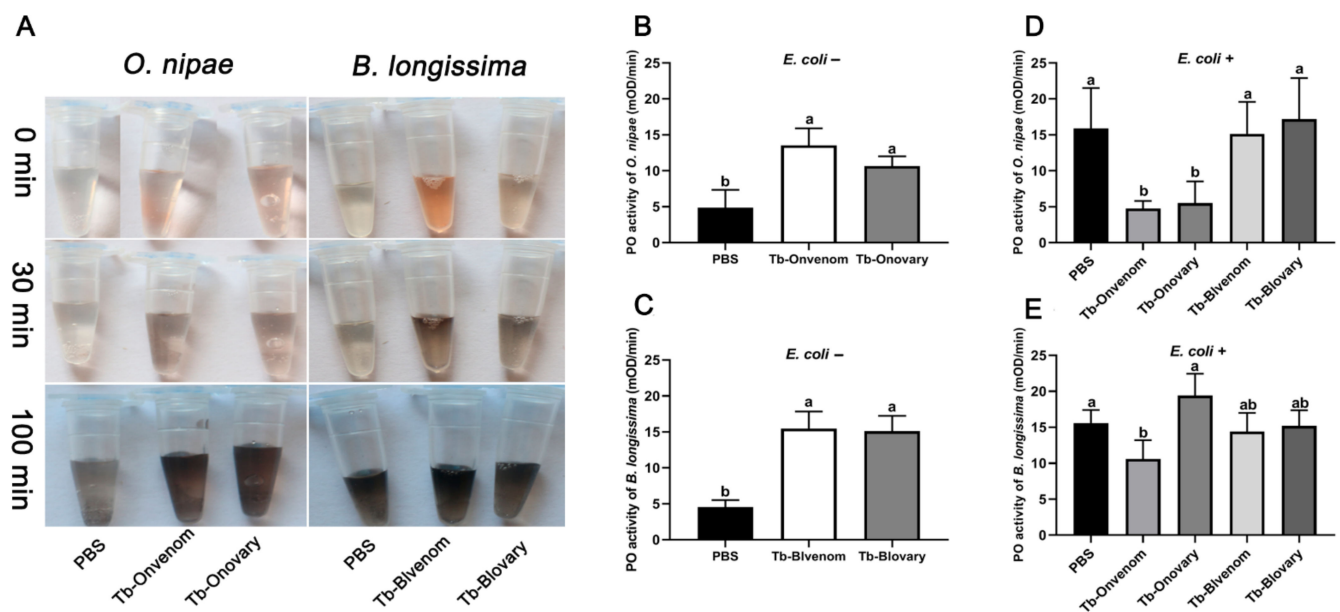 A
O. nipae
B. longissima
0 min
30 min
100 min
PBS
Tb-Onvenom
Tb-Onovary
PBS
Tb-Blvenom
Tb-Blovary
B
E. coli –
PO activity of O. nipae (mOD/min)
25
20
15
10
5
0
b
a
a
PBS
Tb-Onvenom
Tb-Onovary
C
E. coli –
PO activity of B. longissima (mOD/min)
25
20
15
10
5
0
b
a
a
PBS
Tb-Blvenom
Tb-Blovary
D
E. coli +
PO activity of O. nipae (mOD/min)
25
20
15
10
5
0
a
b
b
a
a
PBS
Tb-Onvenom
Tb-Onovary
Tb-Blvenom
Tb-Blovary
E
E. coli +
PO activity of B. longissima (mOD/min)
25
20
15
10
5
0
a
b
a
ab
ab
PBS
Tb-Onvenom
Tb-Onovary
Tb-Blvenom
Tb-Blovary